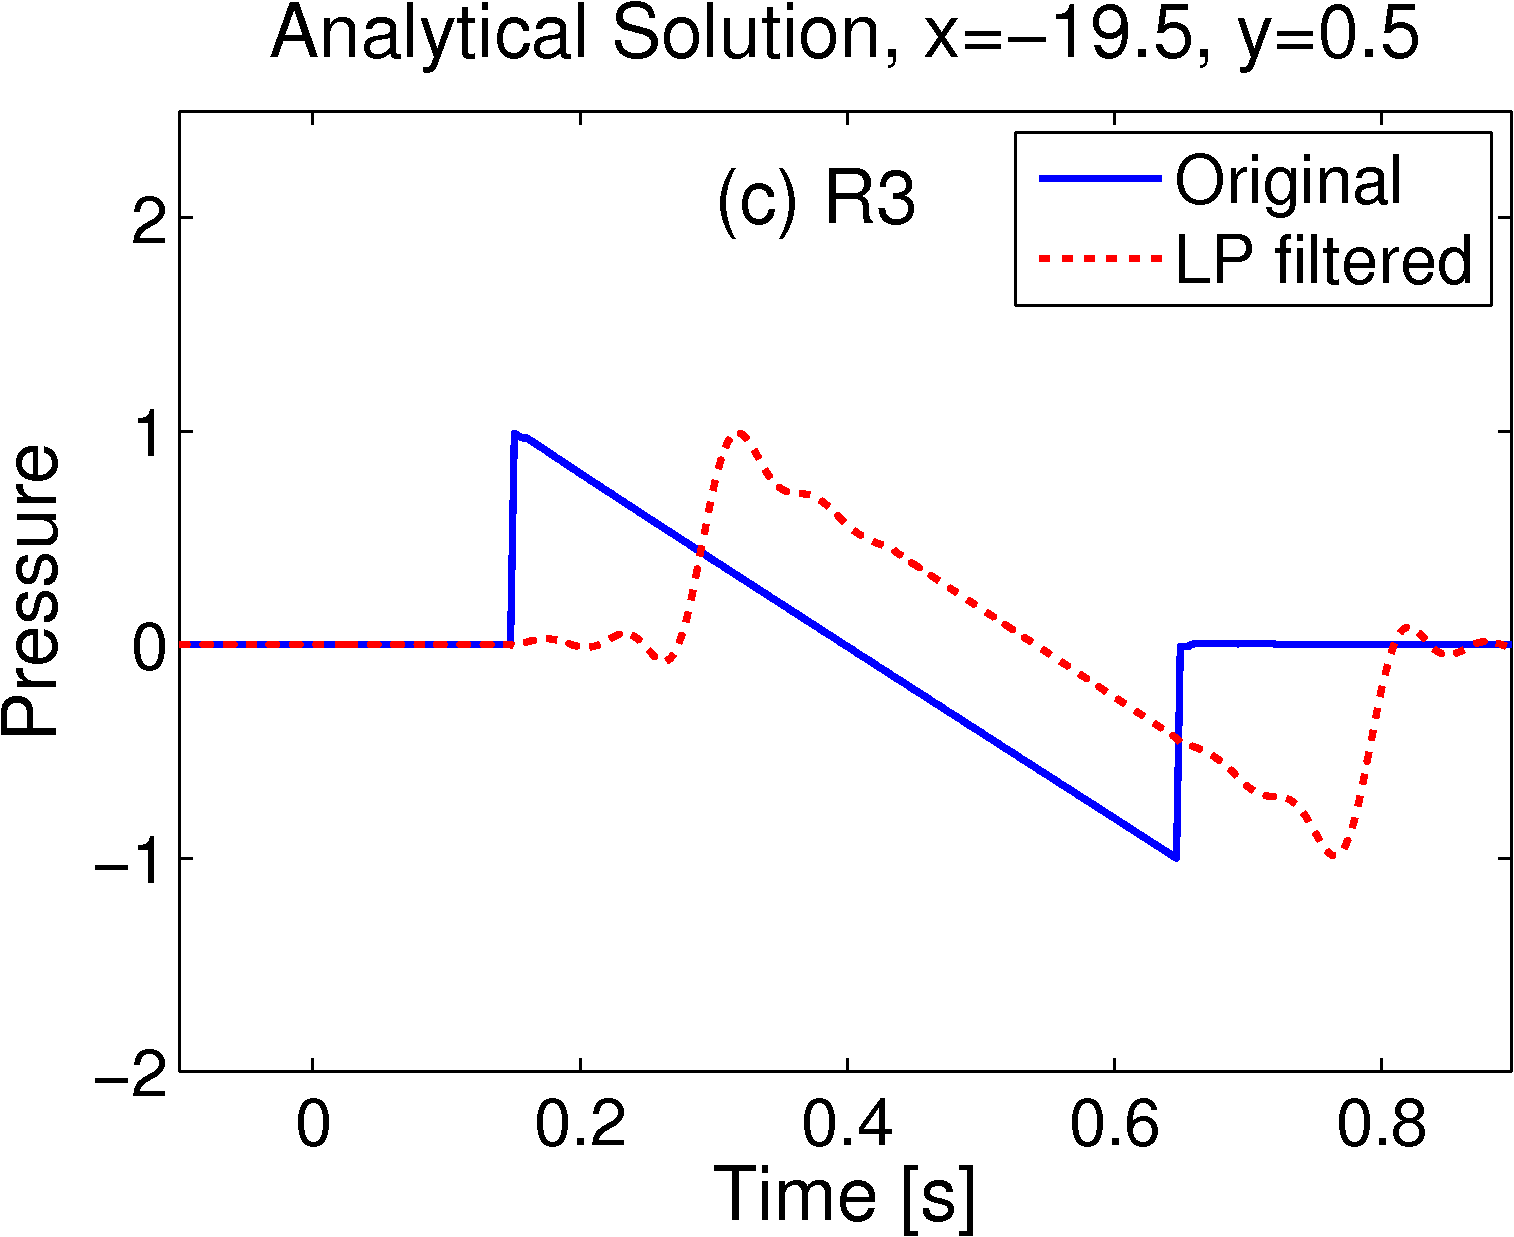 Analytical Solution, x=−19.5, y=0.5
(c) R3
Original
LP filtered
Pressure
2
1
0
−1
−2
0 0.2 0.4 0.6 0.8
Time [s]